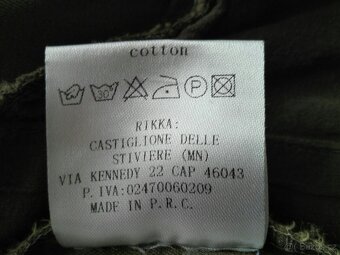 cotton
30
P
RIKKA:
CASTIGLIONE DELLE
STIVIERE (MN)
VIA KENNEDY 22 CAP 46043
P. IVA:02470060209
MADE IN P.R.C.